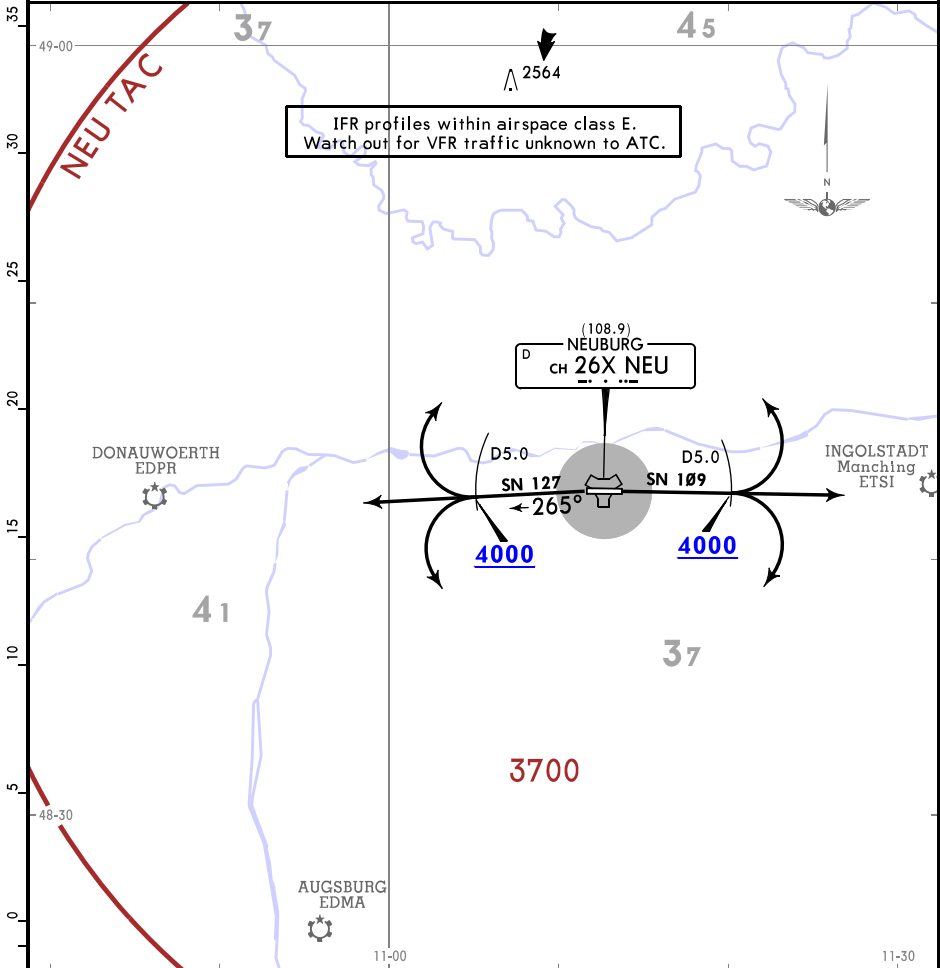 35
37
45
49-00
2564
NEU TAC
IFR profiles within airspace class E.
Watch out for VFR traffic unknown to ATC.
30
N
25
(108.9)
NEUBURG
D
CH 26X NEU
20
DONAUWOERTH
EDPR
D5.0
D5.0
INGOLSTADT
Manching
ETSI
SN 127
SN 1Ø9
265°
15
4000
4000
41
10
37
3700
5
48-30
AUGSBURG
EDMA
0
11-00
11-30